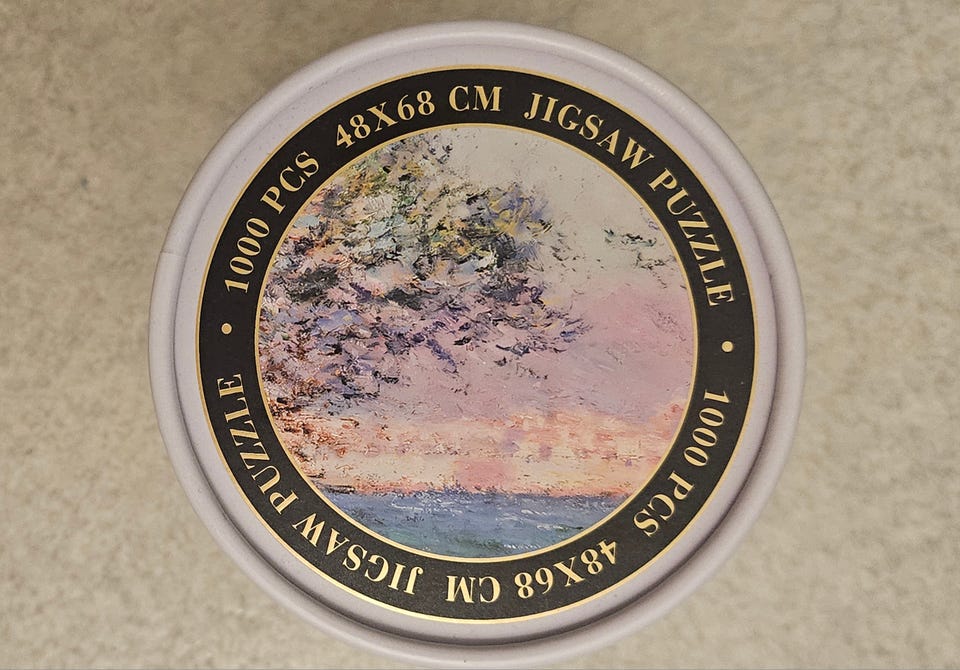 1000 PCS 48X68 CM JIGSAW PUZZLE
• 1000 PCS 48X68 CM JIGSAW PUZZLE •